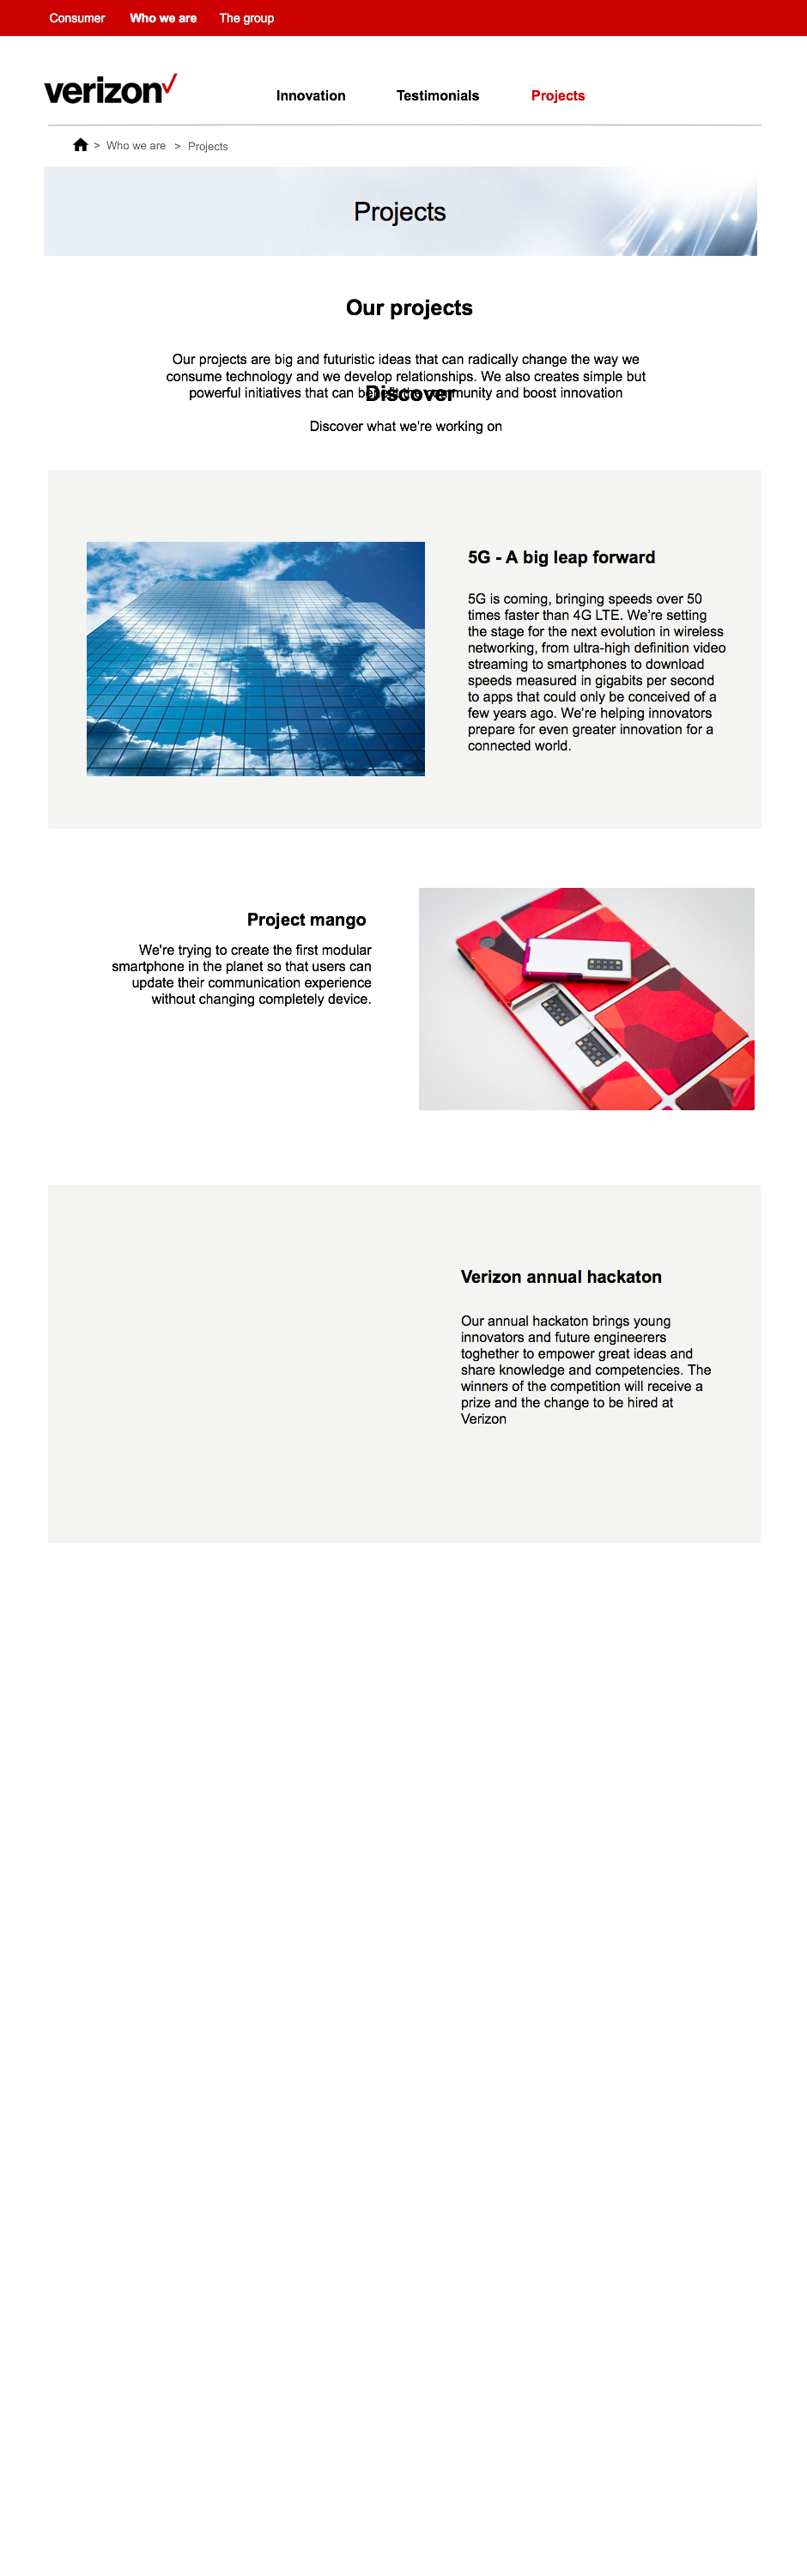 Consumer Who we are The group
verizon
Innovation Testimonials Projects
> Who we are > Projects
Projects
Our projects
Our projects are big and futuristic ideas that can radically change the way we
consume technology and we develop relationships. We also creates simple but
powerful initiatives that can benefit the community and boost innovation
Discover
Discover what we're working on
5G - A big leap forward
5G is coming, bringing speeds over 50
times faster than 4G LTE. We're setting
the stage for the next evolution in wireless
networking, from ultra-high definition video
streaming to smartphones to download
speeds measured in gigabits per second
to apps that could only be conceived of a
few years ago. We're helping innovators
prepare for even greater innovation for a
connected world.
Project mango
We're trying to create the first modular
smartphone in the planet so that users can
update their communication experience
without changing completely device.
Verizon annual hackaton
Our annual hackaton brings young
innovators and future engineerers
toghether to empower great ideas and
share knowledge and competencies. The
winners of the competition will receive a
prize and the change to be hired at
Verizon